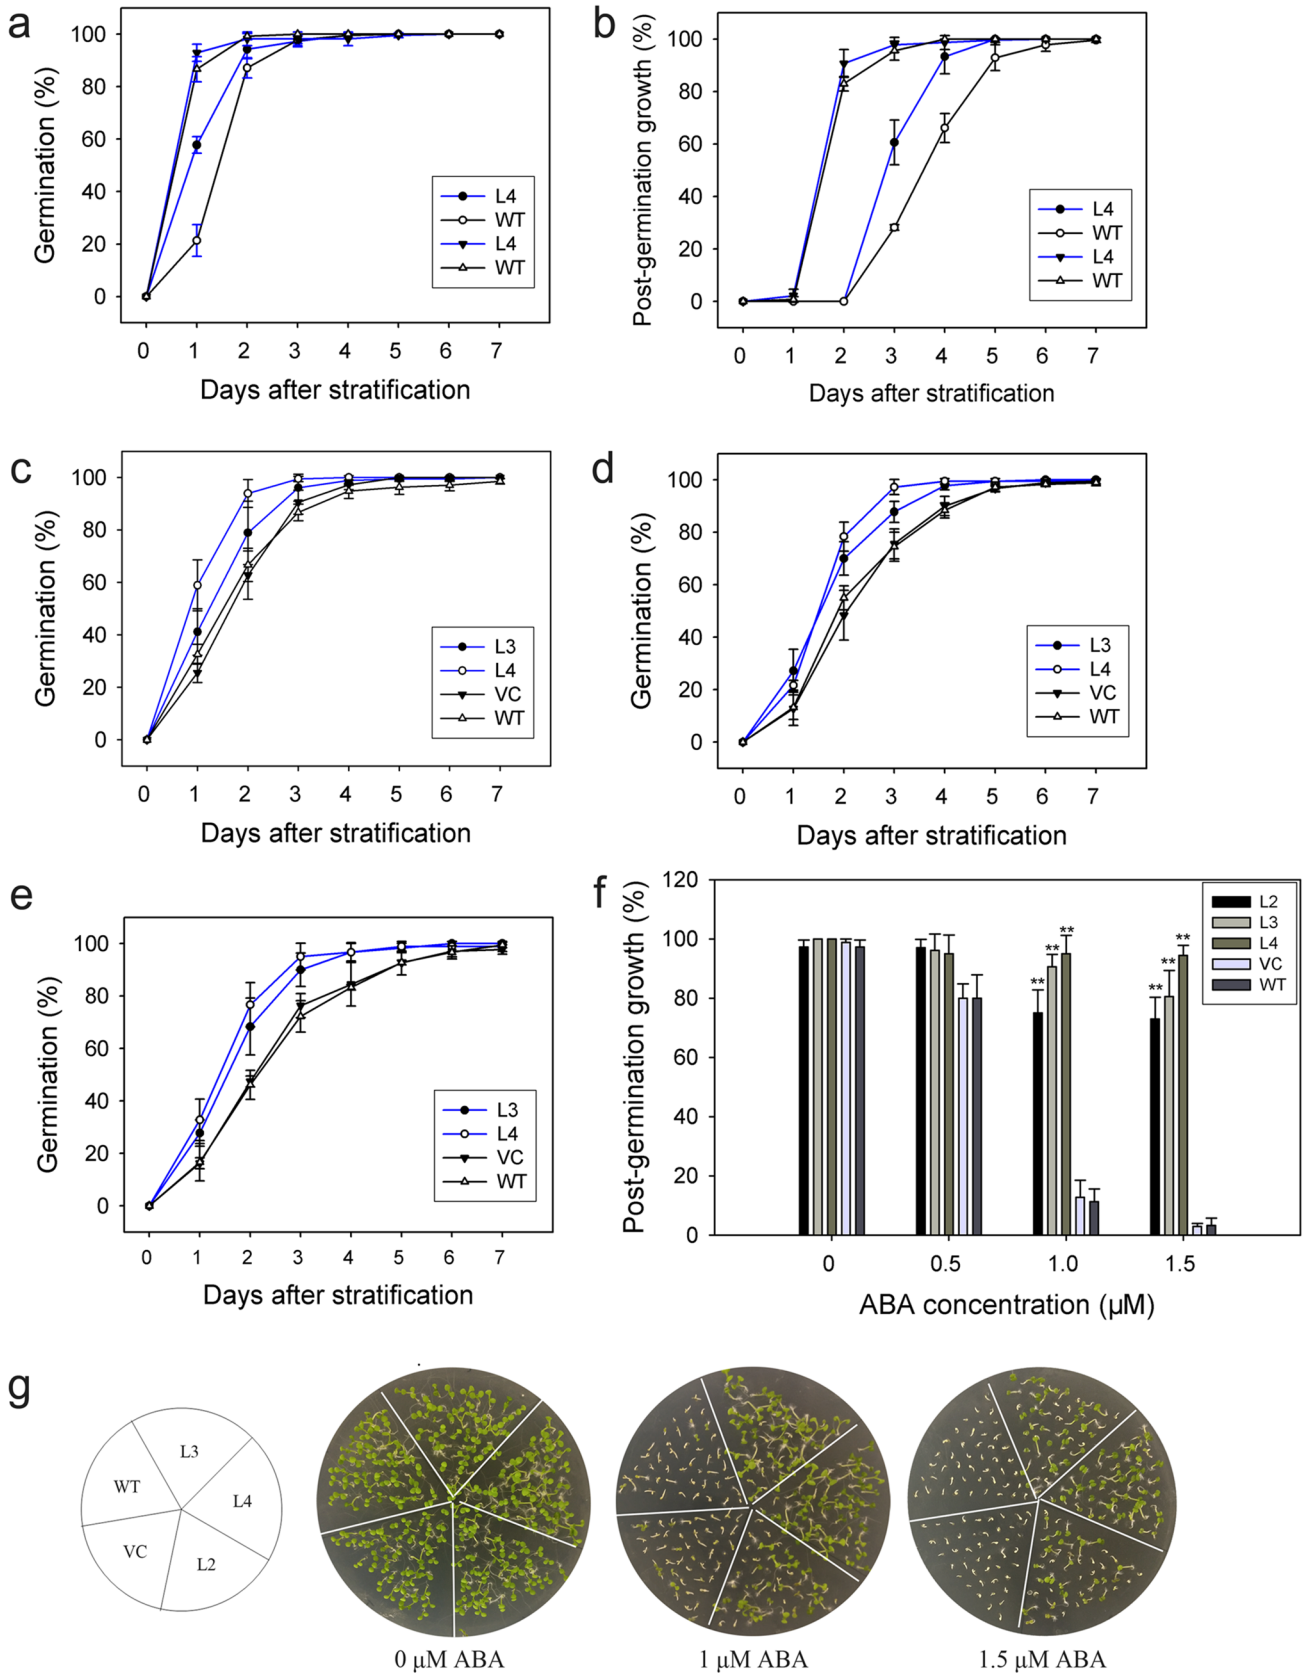 a
Germination (%)
100
80
60
40
20
0
L4
WT
L4
WT
0 1 2 3 4 5 6 7
Days after stratification
b
Post-germination growth (%)
100
80
60
40
20
0
L4
WT
L4
WT
0 1 2 3 4 5 6 7
Days after stratification
c
Germination (%)
100
80
60
40
20
0
L3
L4
VC
WT
0 1 2 3 4 5 6 7
Days after stratification
d
Germination (%)
100
80
60
40
20
0
L3
L4
VC
WT
0 1 2 3 4 5 6 7
Days after stratification
e
Germination (%)
100
80
60
40
20
0
L3
L4
VC
WT
0 1 2 3 4 5 6 7
Days after stratification
f
Post-germination growth (%)
120
100
80
60
40
20
0
L2
L3
L4
VC
WT
** ** **
** ** **
0 0.5 1.0 1.5
ABA concentration (µM)
g
L3
WT
L4
VC
L2
0 µM ABA
1 µM ABA
1.5 µM ABA